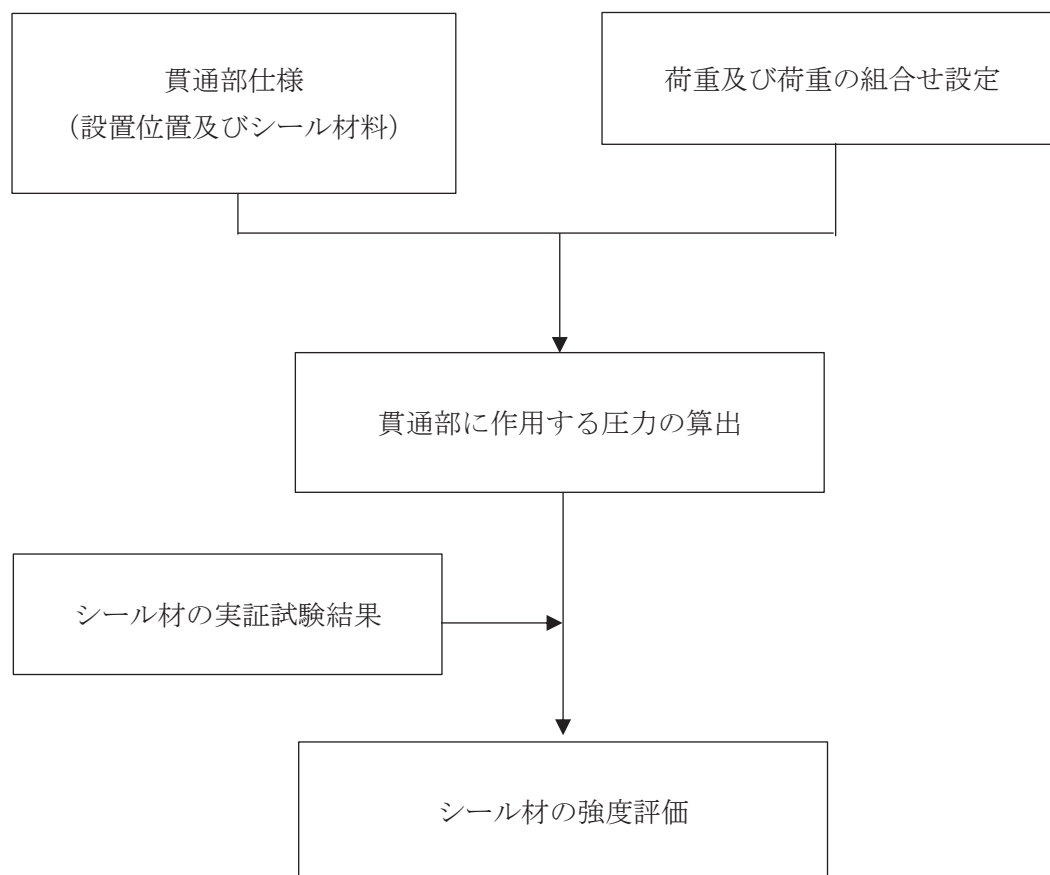 貫通部仕様
（設置位置及びシール材料）
荷重及び荷重の組合せ設定
貫通部に作用する圧力の算出
シール材の実証試験結果
シール材の強度評価